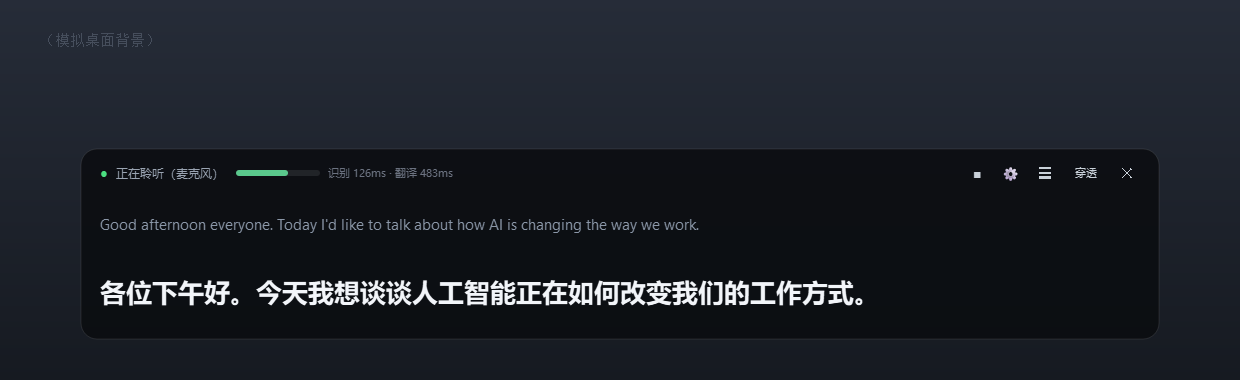 〈模拟桌面背景〉
● 正在聆听（麦克风） 识别 126ms · 翻译 483ms 穿透
Good afternoon everyone. Today I'd like to talk about how AI is changing the way we work.
各位下午好。今天我想谈谈人工智能正在如何改变我们的工作方式。